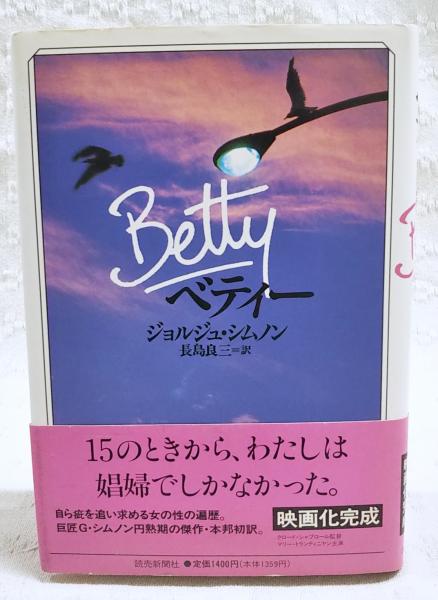 Betty
ベティー
ジョルジュ・シムノン
長島良三=訳
15のときから、わたしは
娼婦でしかなかった。
自ら疵を追い求める女の性の遍歴。
巨匠G・シムノン円熟期の傑作・本邦初訳。
映画化完成
クロード・シャブロール監督
マリー・トランティニャン主演
読売新聞社 ●定価1400円(本体1359円)